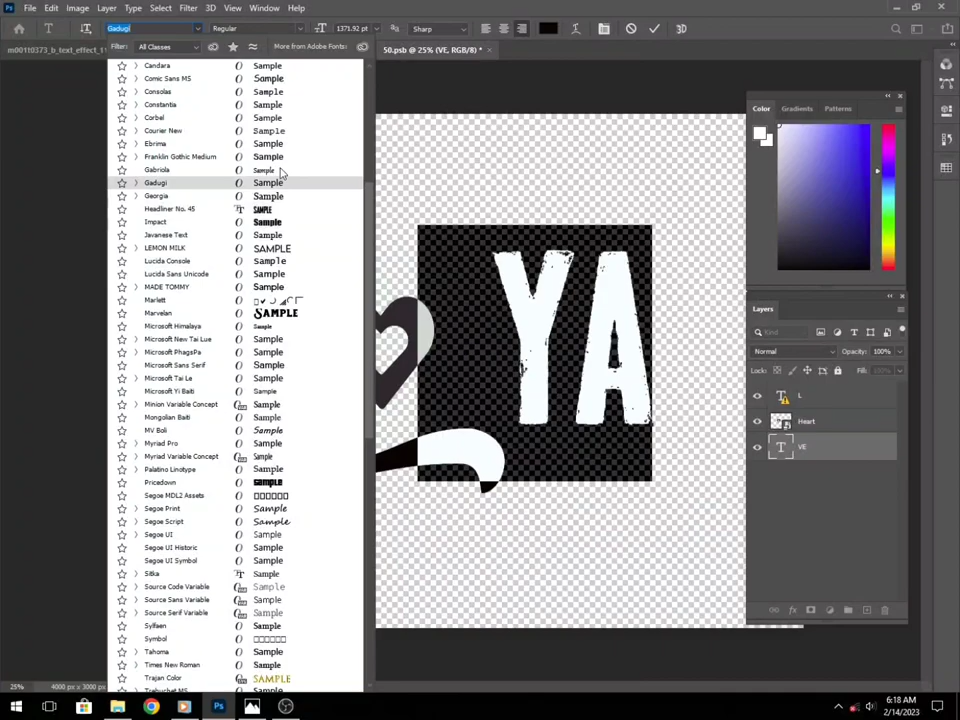 Ps File Edit Image Layer Type Select Filter 3D View Window Help
Gadugi Regular 1371.92 pt aa Sharp 3D
m00110373_b_text_effect_1 50.psb @ 25% (VE, RGB/8) *
Filter: All Classes More from Adobe Fonts:
Candara Sample
Comic Sans MS Sample
Consolas Sample
Constantia Sample
Corbel Sample
Courier New Sample
Ebrima Sample
Franklin Gothic Medium Sample
Gabriola Sample
Gadugi Sample
Georgia Sample
Headliner No. 45 SAMPLE
Impact Sample
Javanese Text Sample
LEMON MILK SAMPLE
Lucida Console Sample
Lucida Sans Unicode Sample
MADE TOMMY Sample
Marlett
Marvelan SAMPLE
Microsoft Himalaya Sample
Microsoft New Tai Lue Sample
Microsoft PhagsPa Sample
Microsoft Sans Serif Sample
Microsoft Tai Le Sample
Microsoft Yi Baiti Sample
Minion Variable Concept Sample
Mongolian Baiti Sample
MV Boli Sample
Myriad Pro Sample
Myriad Variable Concept Sample
Palatino Linotype Sample
Pricedown Sample
Segoe MDL2 Assets
Segoe Print Sample
Segoe Script Sample
Segoe UI Sample
Segoe UI Historic Sample
Segoe UI Symbol Sample
Sitka Sample
Source Code Variable Sample
Source Sans Variable Sample
Source Serif Variable Sample
Sylfaen Sample
Symbol
Tahoma Sample
Times New Roman Sample
Trajan Color SAMPLE
Trebuchet MS Sample
YA
Color Gradients Patterns
Layers
Kind
Normal Opacity: 100%
Lock: Fill: 100%
L
Heart
VE
25% 4000 px x 3000 px
6:18 AM
2/14/2023